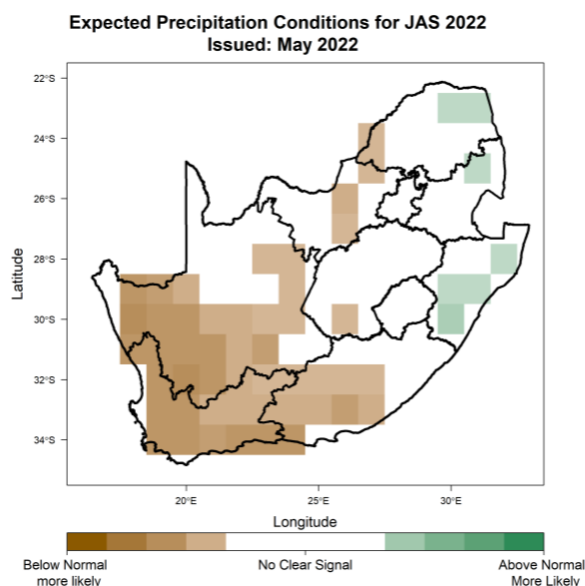 Expected Precipitation Conditions for JAS 2022
Issued: May 2022
22°S
24°S
26°S
28°S
30°S
32°S
34°S
Latitude
20°E 25°E 30°E
Longitude
Below Normal No Clear Signal Above Normal
more likely More Likely